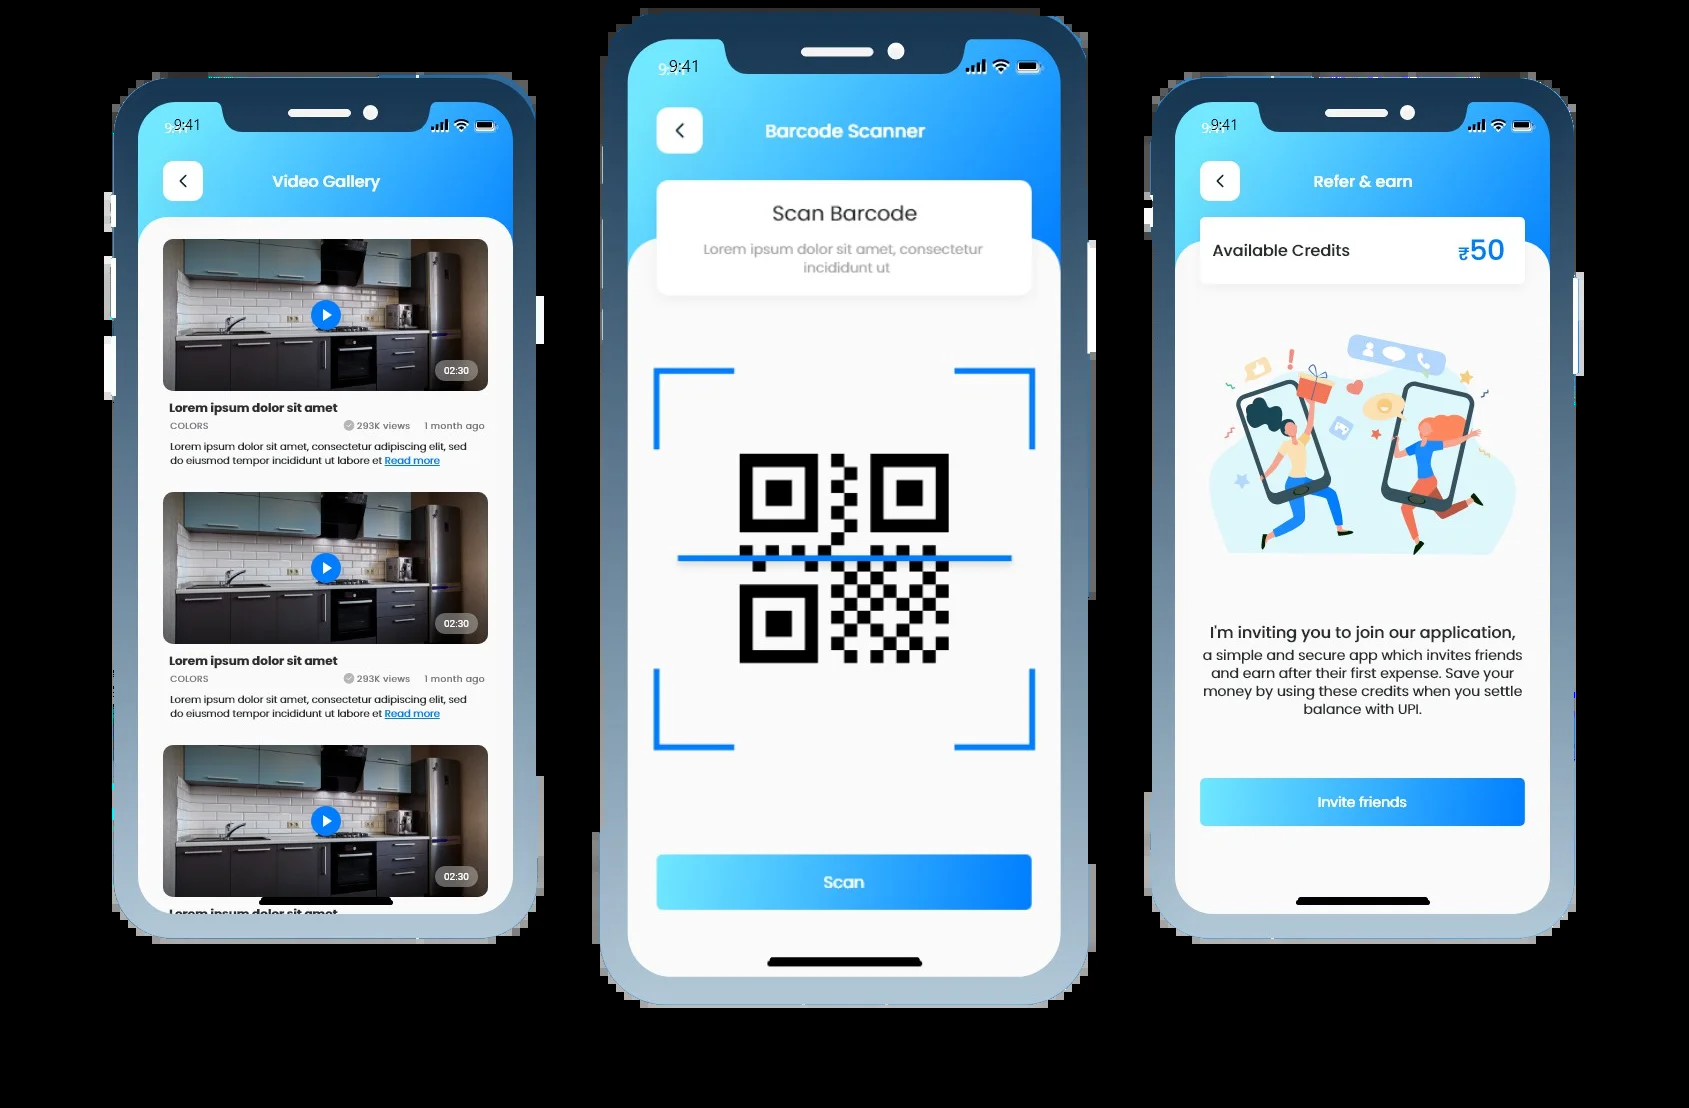 9:41
Video Gallery
02:30
Lorem ipsum dolor sit amet
COLORS 293K views 1 month ago
Lorem ipsum dolor sit amet, consectetur adipiscing elit, sed
do eiusmod tempor incididunt ut labore et Read more
02:30
Lorem ipsum dolor sit amet
COLORS 293K views 1 month ago
Lorem ipsum dolor sit amet, consectetur adipiscing elit, sed
do eiusmod tempor incididunt ut labore et Read more
02:30
Lorem ipsum dolor sit amet
9:41
Barcode Scanner
Scan Barcode
Lorem ipsum dolor sit amet, consectetur
incididunt ut
Scan
9:41
Refer & earn
Available Credits ₹50
I'm inviting you to join our application,
a simple and secure app which invites friends
and earn after their first expense. Save your
money by using these credits when you settle
balance with UPI.
Invite friends